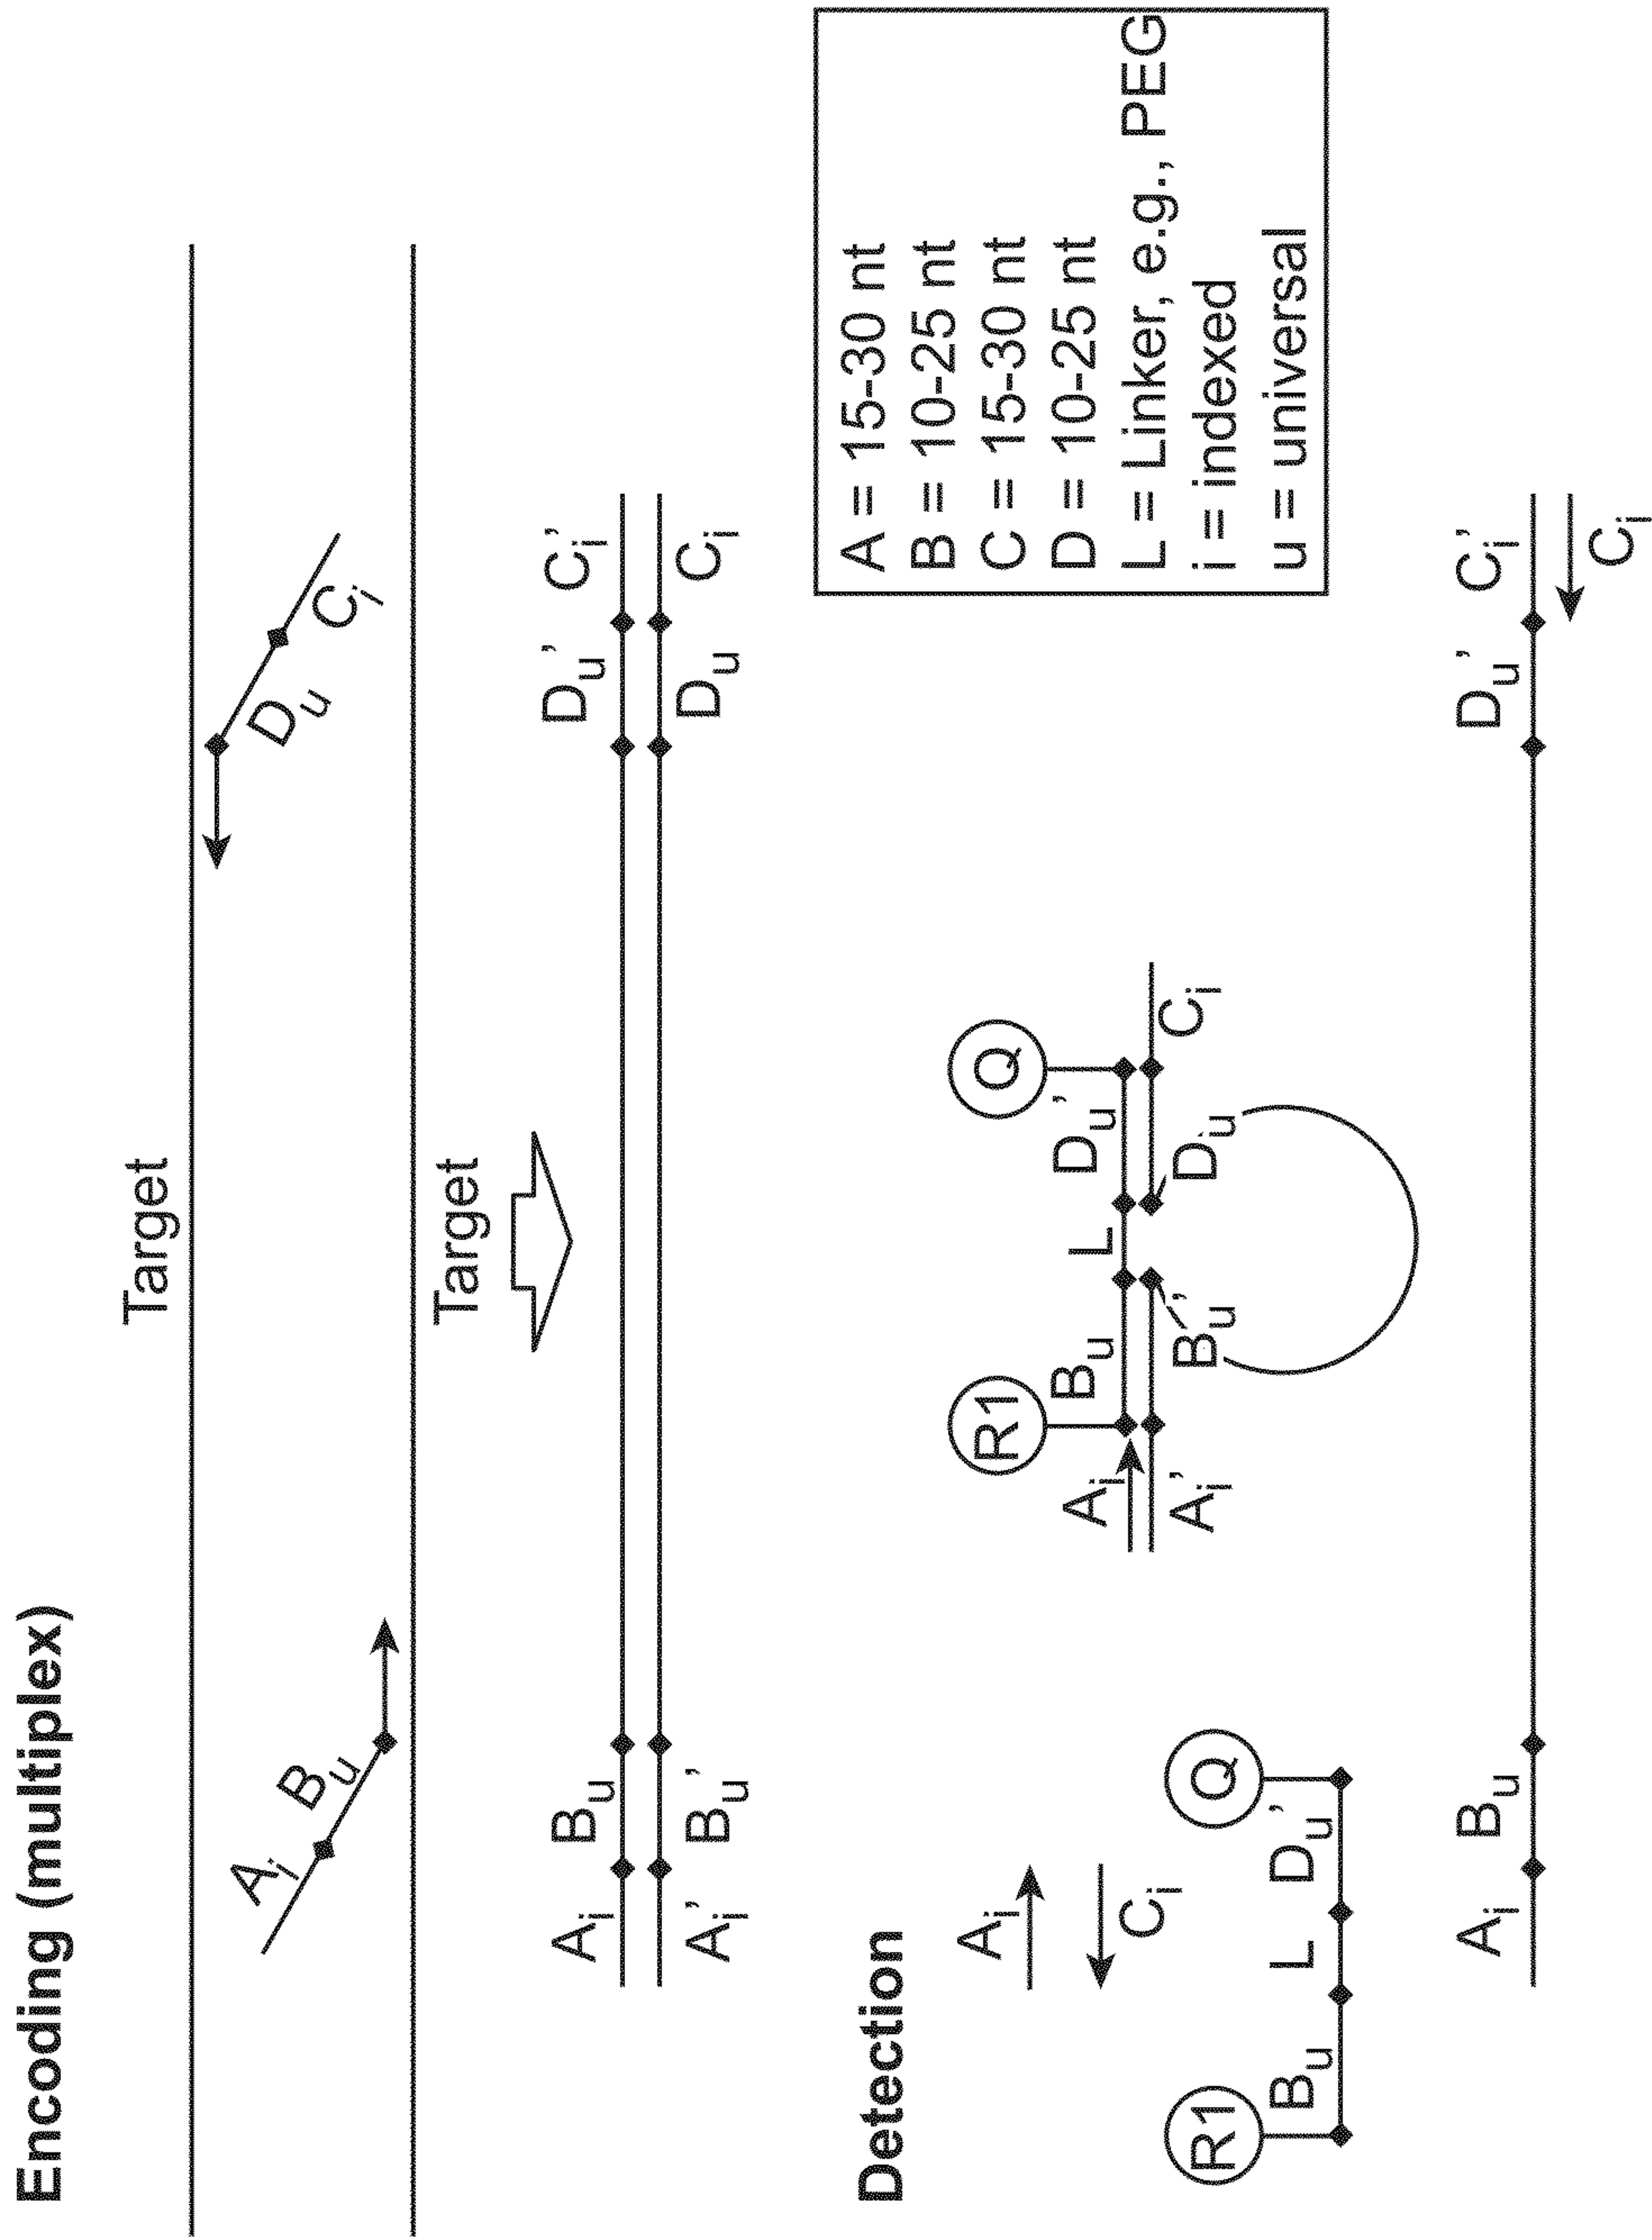 Encoding (multiplex)
Target
Aᵢ Bᵤ
Dᵤ Cᵢ
Target
Aᵢ Bᵤ Dᵤ' Cᵢ'
Aᵢ' Bᵤ' Dᵤ Cᵢ
Detection
Aᵢ
Cᵢ
R1 Q
Bᵤ L Dᵤ'
R1 Q
Aᵢ Bᵤ L Dᵤ'
Aᵢ' Bᵤ' Dᵤ Cᵢ
A = 15-30 nt
B = 10-25 nt
C = 15-30 nt
D = 10-25 nt
L = Linker, e.g., PEG
i = indexed
u = universal
Aᵢ Bᵤ Dᵤ' Cᵢ'
Cᵢ